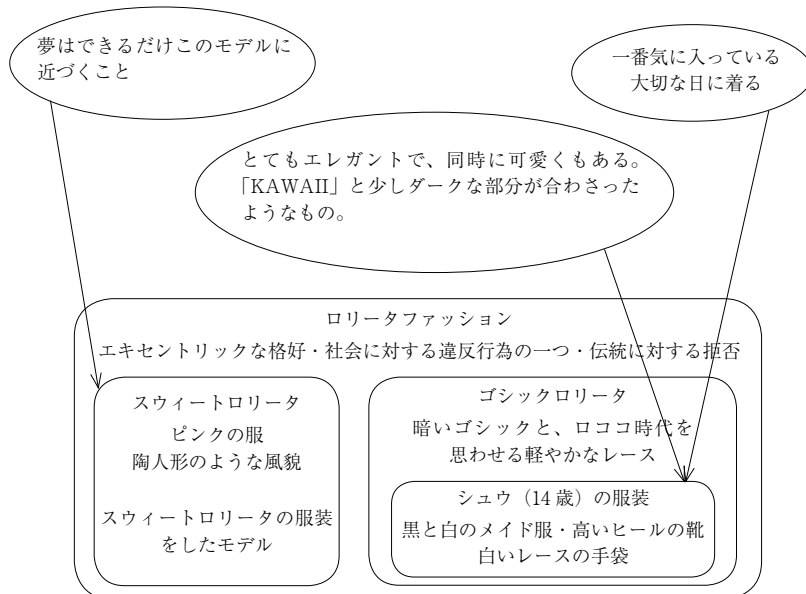 夢はできるだけこのモデルに
近づくこと
一番気に入っている
大切な日に着る
とてもエレガントで、同時に可愛くもある。
「KAWAII」と少しダークな部分が合わさった
ようなもの。
ロリータファッション
エキセントリックな格好・社会に対する違反行為の一つ・伝統に対する拒否
スウィートロリータ
ピンクの服
陶人形のような風貌
スウィートロリータの服装
をしたモデル
ゴシックロリータ
暗いゴシックと、ロココ時代を
思わせる軽やかなレース
シュウ（14 歳）の服装
黒と白のメイド服・高いヒールの靴
白いレースの手袋